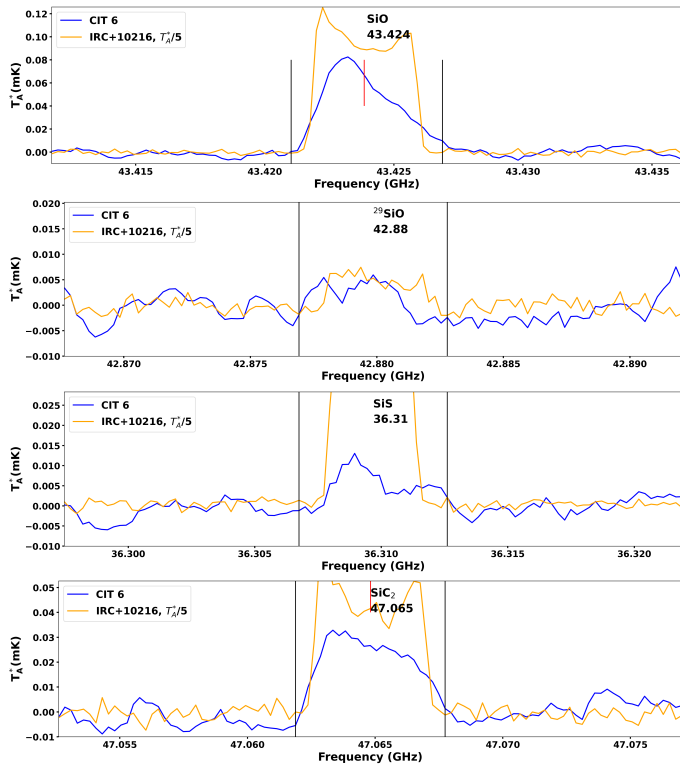 0.12
0.10
0.08
0.06
0.04
0.02
0.00
T*A(mK)
CIT 6
IRC+10216, T*A/5
SiO
43.424
43.415 43.420 43.425 43.430 43.435
Frequency (GHz)
0.020
0.015
0.010
0.005
0.000
−0.005
−0.010
T*A(mK)
CIT 6
IRC+10216, T*A/5
29SiO
42.88
42.870 42.875 42.880 42.885 42.890
Frequency (GHz)
0.025
0.020
0.015
0.010
0.005
0.000
−0.005
−0.010
T*A(mK)
CIT 6
IRC+10216, T*A/5
SiS
36.31
36.300 36.305 36.310 36.315 36.320
Frequency (GHz)
0.05
0.04
0.03
0.02
0.01
0.00
−0.01
T*A(mK)
CIT 6
IRC+10216, T*A/5
SiC2
47.065
47.055 47.060 47.065 47.070 47.075
Frequency (GHz)